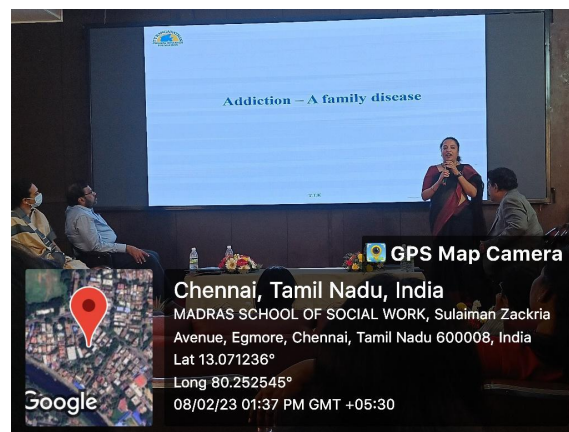 Addiction – A family disease
GPS Map Camera
Chennai, Tamil Nadu, India
MADRAS SCHOOL OF SOCIAL WORK, Sulaiman Zackria
Avenue, Egmore, Chennai, Tamil Nadu 600008, India
Lat 13.071236°
Long 80.252545°
08/02/23 01:37 PM GMT +05:30
Google